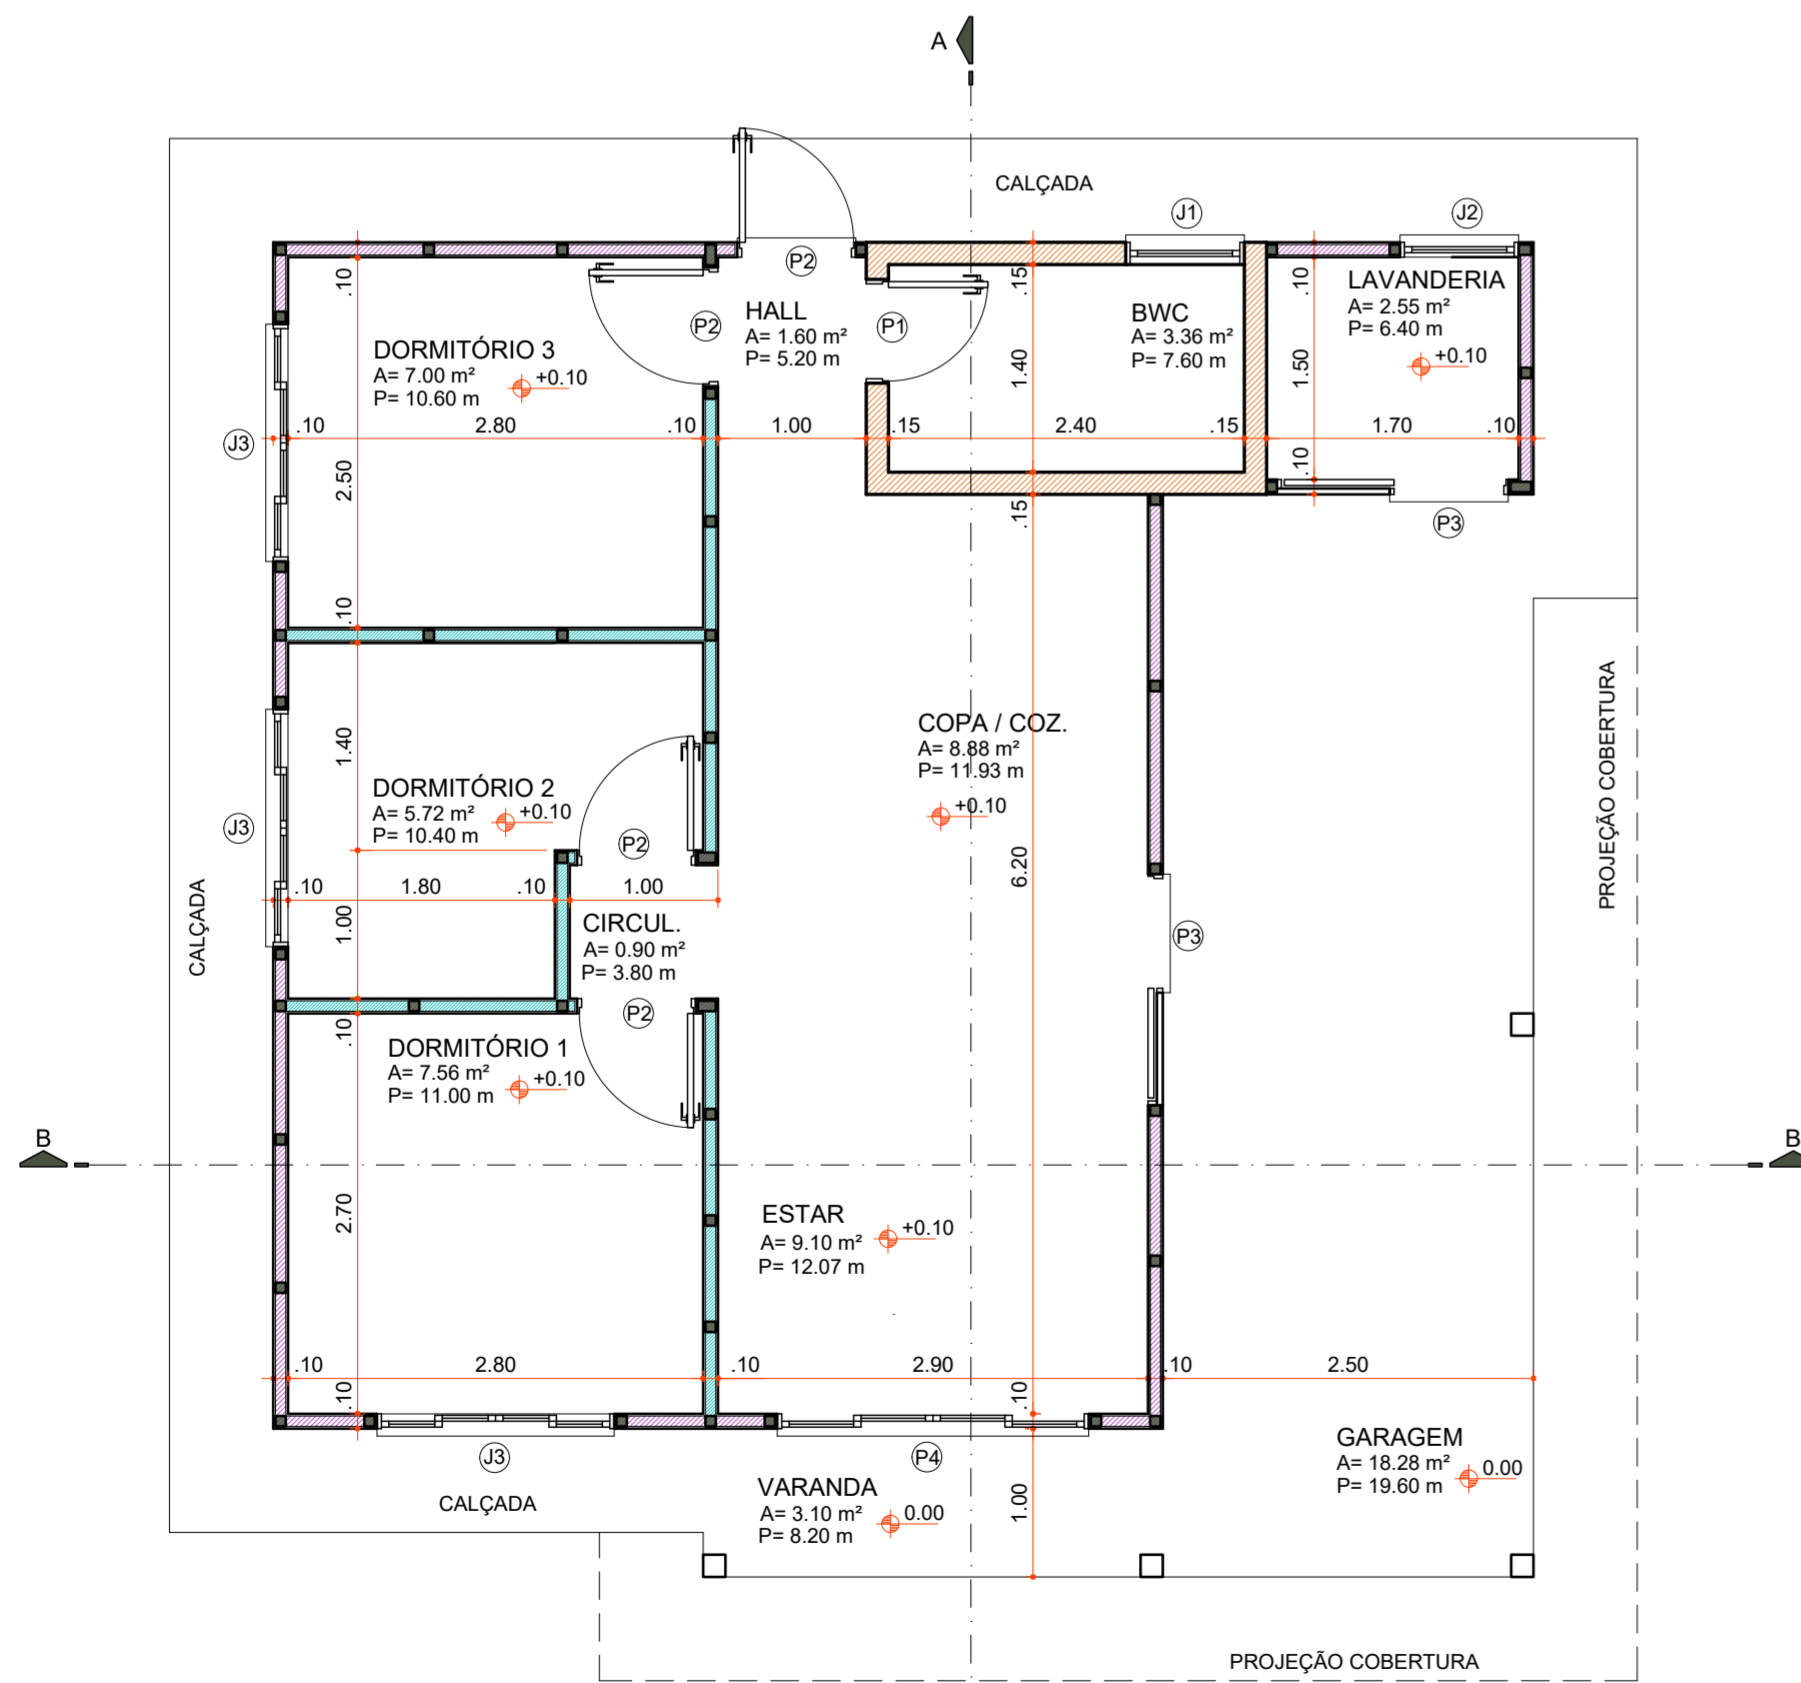 A
CALÇADA
J1
J2
P2
.10
.15
.10
LAVANDERIA
A= 2.55 m²
P= 6.40 m
+0.10
HALL
A= 1.60 m²
P= 5.20 m
P2
P1
BWC
A= 3.36 m²
P= 7.60 m
DORMITÓRIO 3
A= 7.00 m²
P= 10.60 m
+0.10
1.40
1.50
J3
.10
2.80
.10
1.00
.15
2.40
.15
1.70
.10
2.50
.10
.15
P3
.10
PROJEÇÃO COBERTURA
1.40
COPA / COZ.
A= 8.88 m²
P= 11.93 m
+0.10
DORMITÓRIO 2
A= 5.72 m²
P= 10.40 m
+0.10
J3
P2
6.20
.10
1.80
.10
1.00
CALÇADA
1.00
CIRCUL.
A= 0.90 m²
P= 3.80 m
P3
P2
.10
DORMITÓRIO 1
A= 7.56 m²
P= 11.00 m
+0.10
B
B
2.70
ESTAR
A= 9.10 m²
P= 12.07 m
+0.10
.10
2.80
.10
2.90
.10
2.50
.10
.10
J3
P4
GARAGEM
A= 18.28 m²
P= 19.60 m
0.00
CALÇADA
VARANDA
A= 3.10 m²
P= 8.20 m
0.00
1.00
PROJEÇÃO COBERTURA